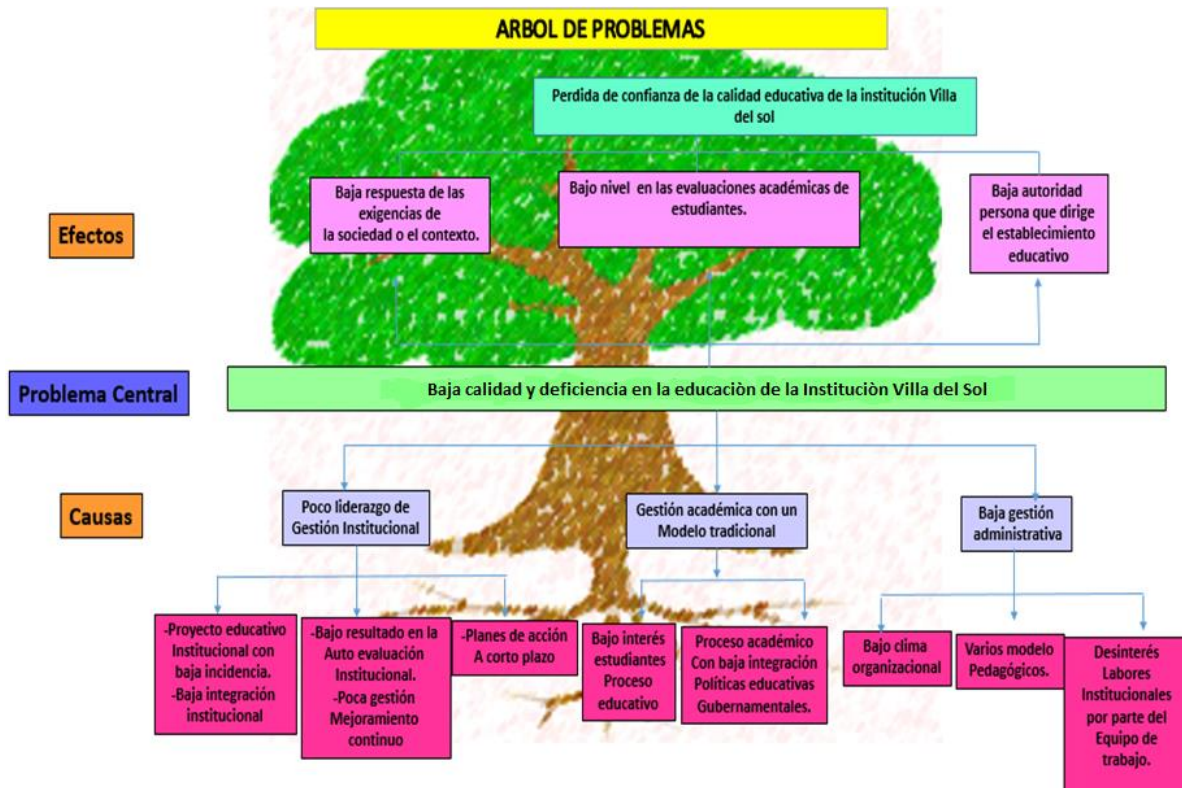 ARBOL DE PROBLEMAS
Perdida de confianza de la calidad educativa de la institución Villa
del sol
Efectos
Baja respuesta de las
exigencias de
la sociedad o el contexto.
Bajo nivel en las evaluaciones académicas de
estudiantes.
Baja autoridad
persona que dirige
el establecimiento
educativo
Problema Central
Baja calidad y deficiencia en la educaciòn de la Instituciòn Villa del Sol
Causas
Poco liderazgo de
Gestión Institucional
Gestión académica con un
Modelo tradicional
Baja gestión
administrativa
-Proyecto educativo
Institucional con
baja incidencia.
-Baja integración
institucional
-Bajo resultado en la
Auto evaluación
Institucional.
-Poca gestión
Mejoramiento
continuo
-Planes de acción
A corto plazo
Bajo interés
estudiantes
Proceso
educativo
Proceso académico
Con baja integración
Políticas educativas
Gubernamentales.
Bajo clima
organizacional
Varios modelo
Pedagógicos.
Desinterés
Labores
Institucionales
por parte del
Equipo de
trabajo.